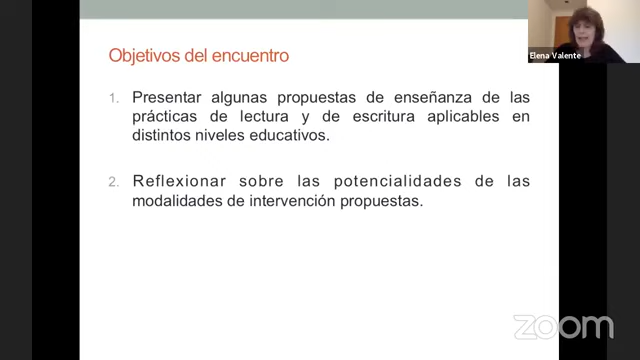 Objetivos del encuentro
1. Presentar algunas propuestas de enseñanza de las
prácticas de lectura y de escritura aplicables en
distintos niveles educativos.
2. Reflexionar sobre las potencialidades de las
modalidades de intervención propuestas.
Elena Valente
zoom